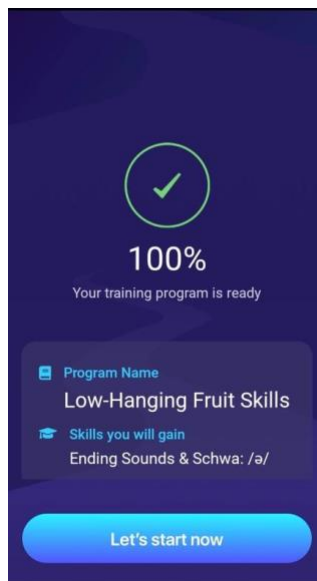 100%
Your training program is ready
Program Name
Low-Hanging Fruit Skills
Skills you will gain
Ending Sounds & Schwa: /ə/
Let's start now